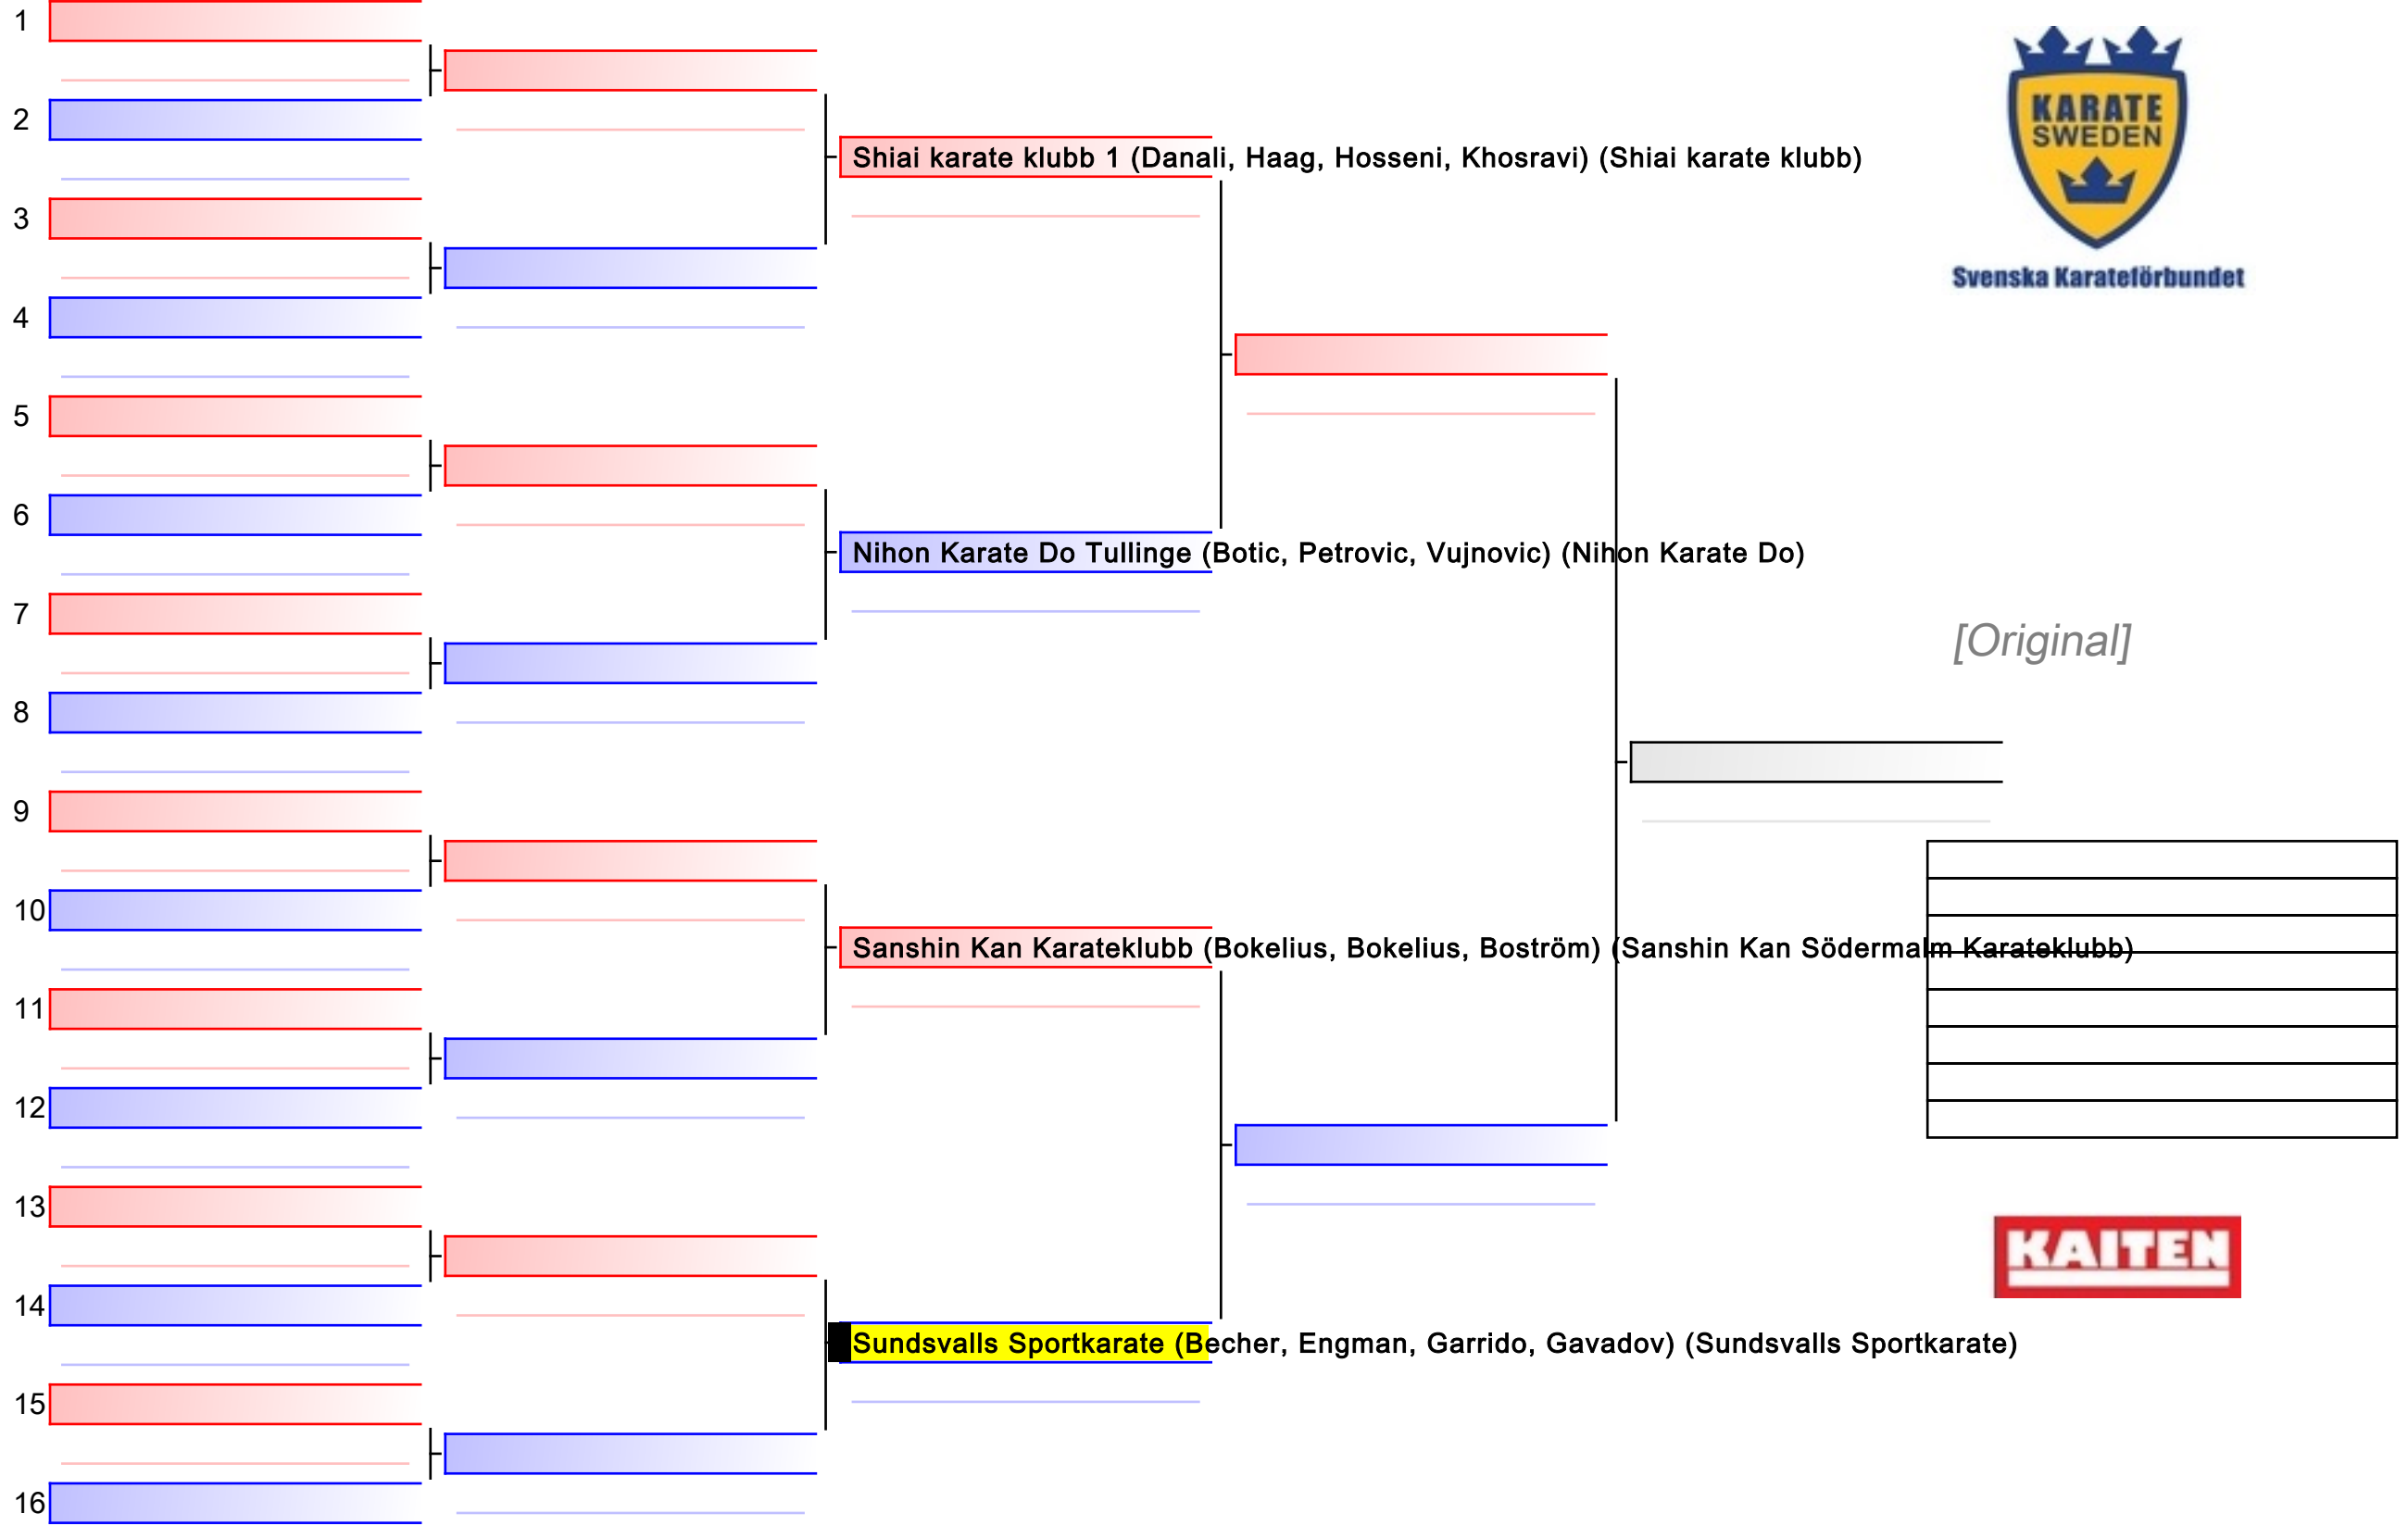 1
2
KARATE
SWEDEN
Shiai karate klubb 1 (Danali, Haag, Hosseni, Khosravi) (Shiai karate klubb)
3
Svenska Karateförbundet
4
5
6
Nihon Karate Do Tullinge (Botic, Petrovic, Vujnovic) (Nihon Karate Do)
7
[Original]
8
9
10
Sanshin Kan Karateklubb (Bokelius, Bokelius, Boström) (Sanshin Kan Södermalm Karateklubb)
11
12
13
KAITEN
14
Sundsvalls Sportkarate (Becher, Engman, Garrido, Gavadov) (Sundsvalls Sportkarate)
15
16